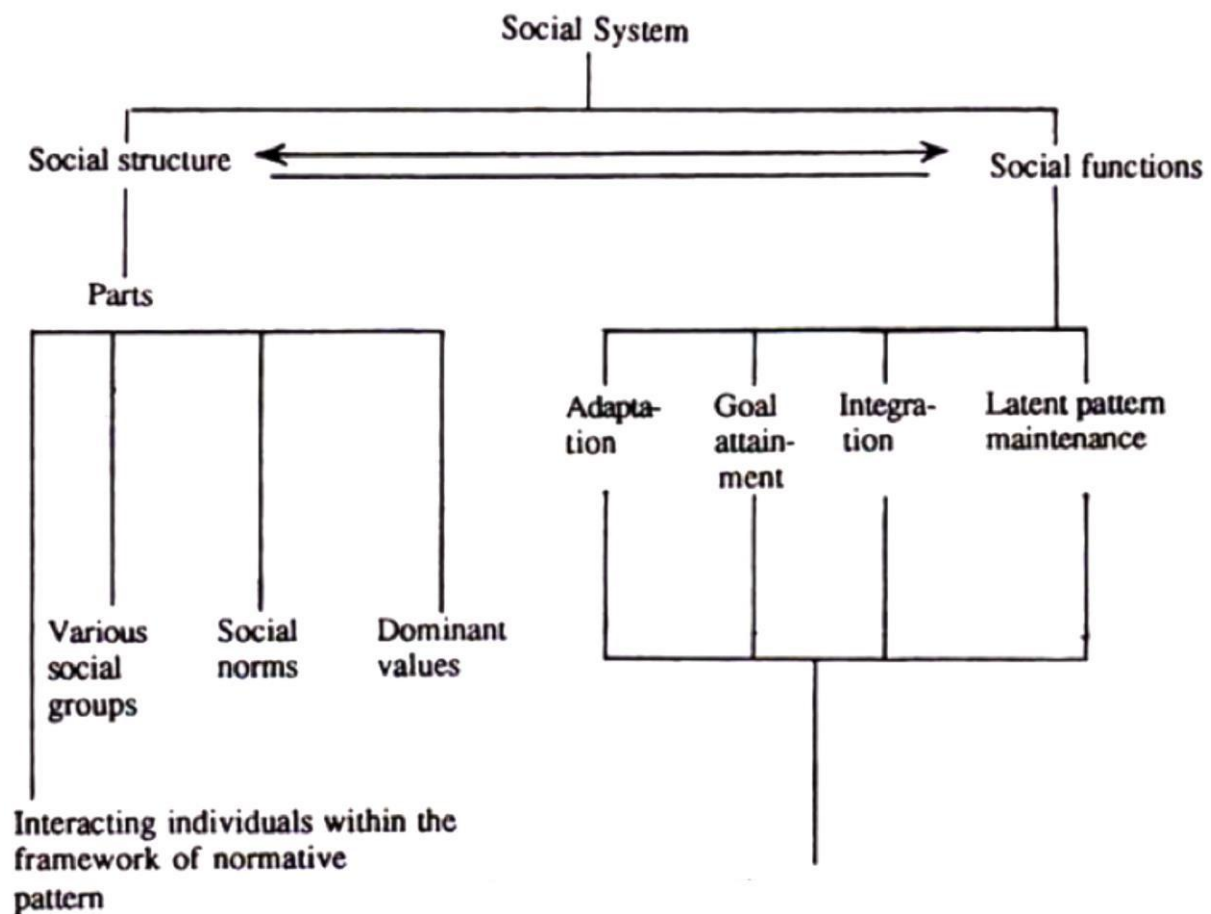 Social System
Social structure
Social functions
Parts
Adapta-
tion
Goal
attain-
ment
Integra-
tion
Latent pattern
maintenance
Various
social
groups
Social
norms
Dominant
values
Interacting individuals within the
framework of normative
pattern